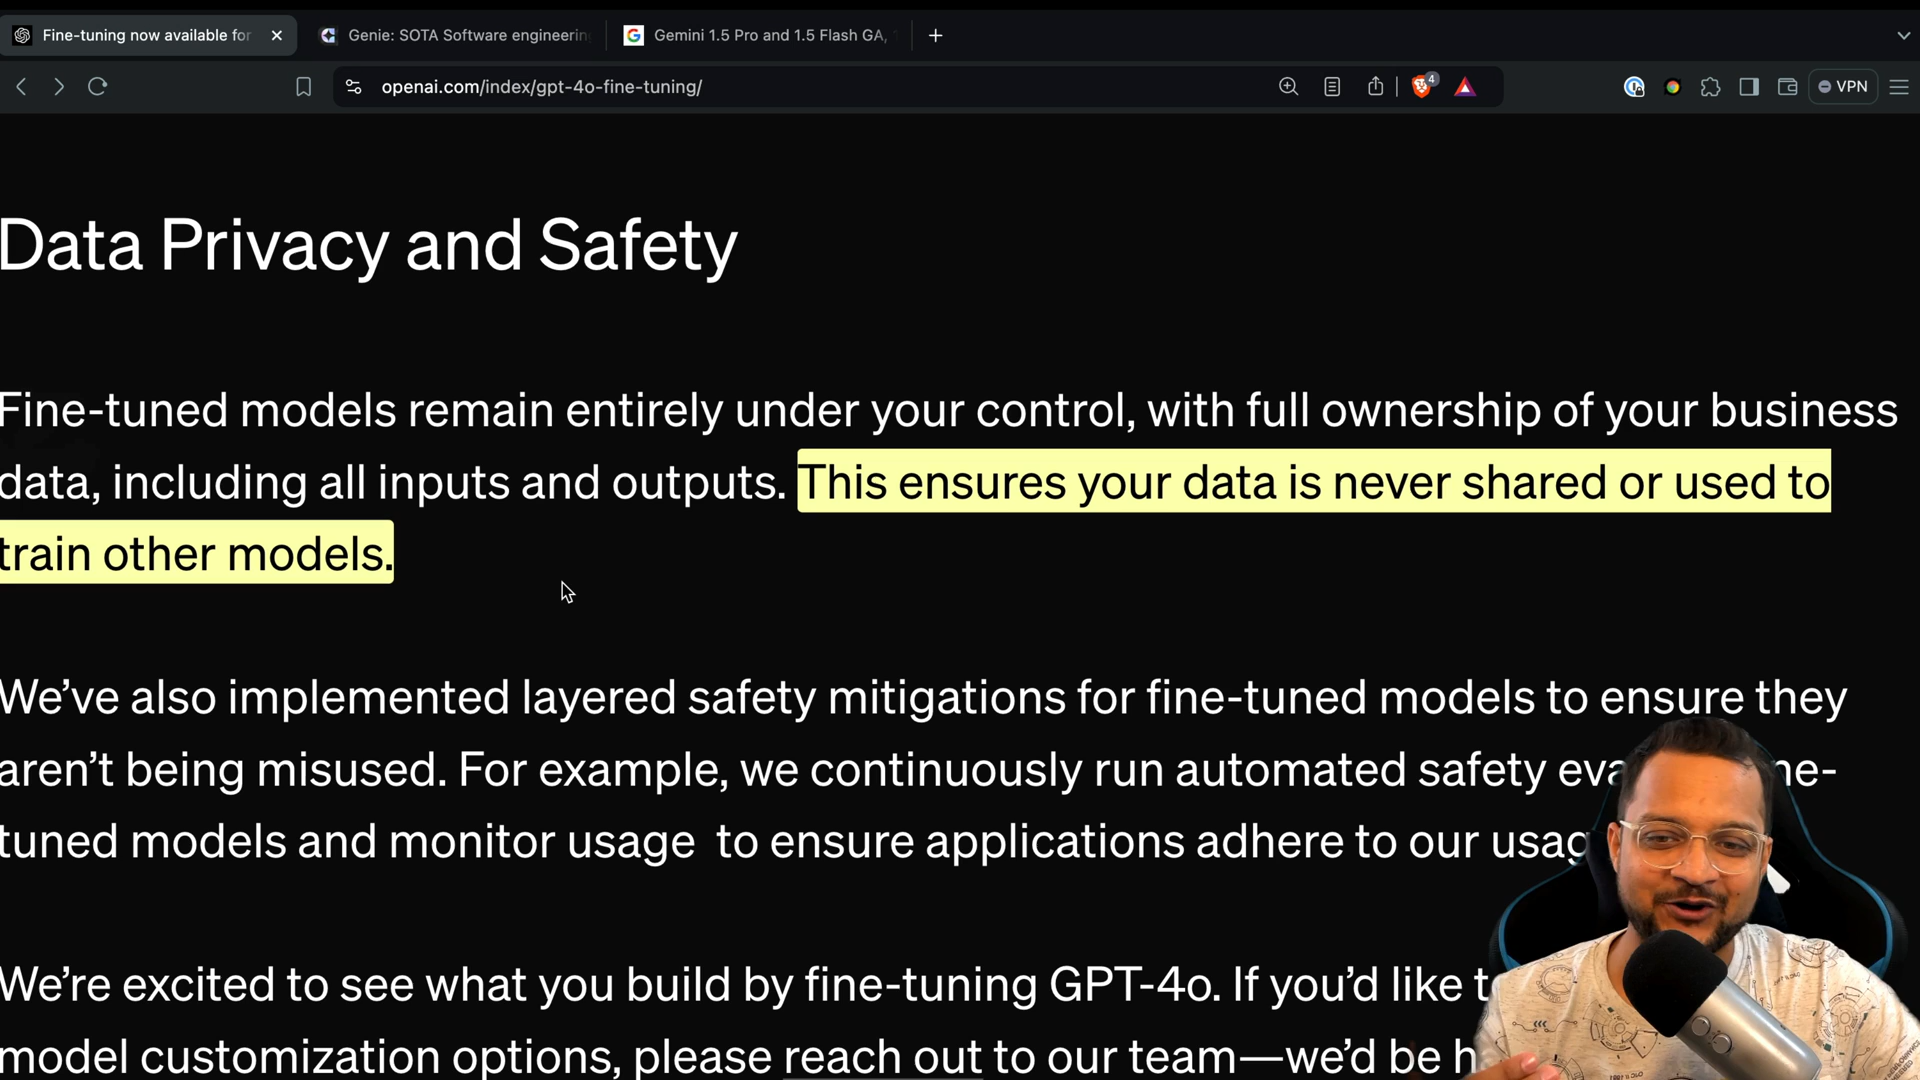 Fine-tuning now available for
Genie: SOTA Software engineerin
Gemini 1.5 Pro and 1.5 Flash GA, 1
openai.com/index/gpt-4o-fine-tuning/
4
VPN
Data Privacy and Safety
Fine-tuned models remain entirely under your control, with full ownership of your business
data, including all inputs and outputs. This ensures your data is never shared or used to
train other models.
We’ve also implemented layered safety mitigations for fine-tuned models to ensure they
aren’t being misused. For example, we continuously run automated safety eva ne-
tuned models and monitor usage to ensure applications adhere to our usag
We’re excited to see what you build by fine-tuning GPT-4o. If you’d like t
model customization options, please reach out to our team—we’d be h